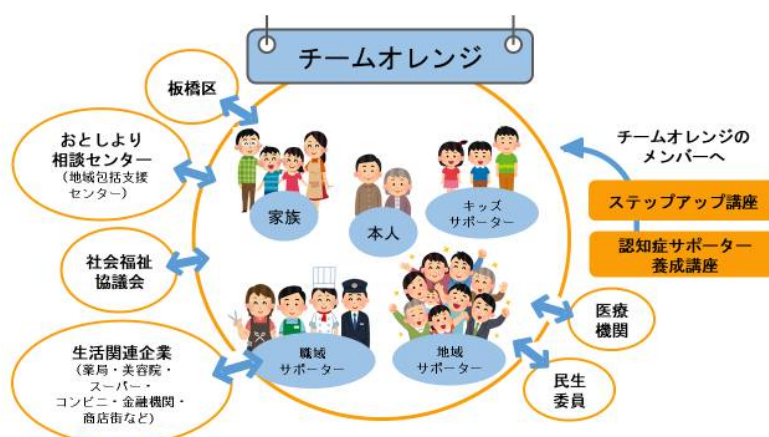 チームオレンジ
板橋区
おとしより
相談センター
（地域包括支援
センター）
社会福祉
協議会
生活関連企業
（薬局・美容院・
スーパー・
コンビニ・金融機関・
商店街など）
家族
本人
キッズ
サポーター
職域
サポーター
地域
サポーター
チームオレンジの
メンバーへ
ステップアップ講座
認知症サポーター
養成講座
医療
機関
民生
委員